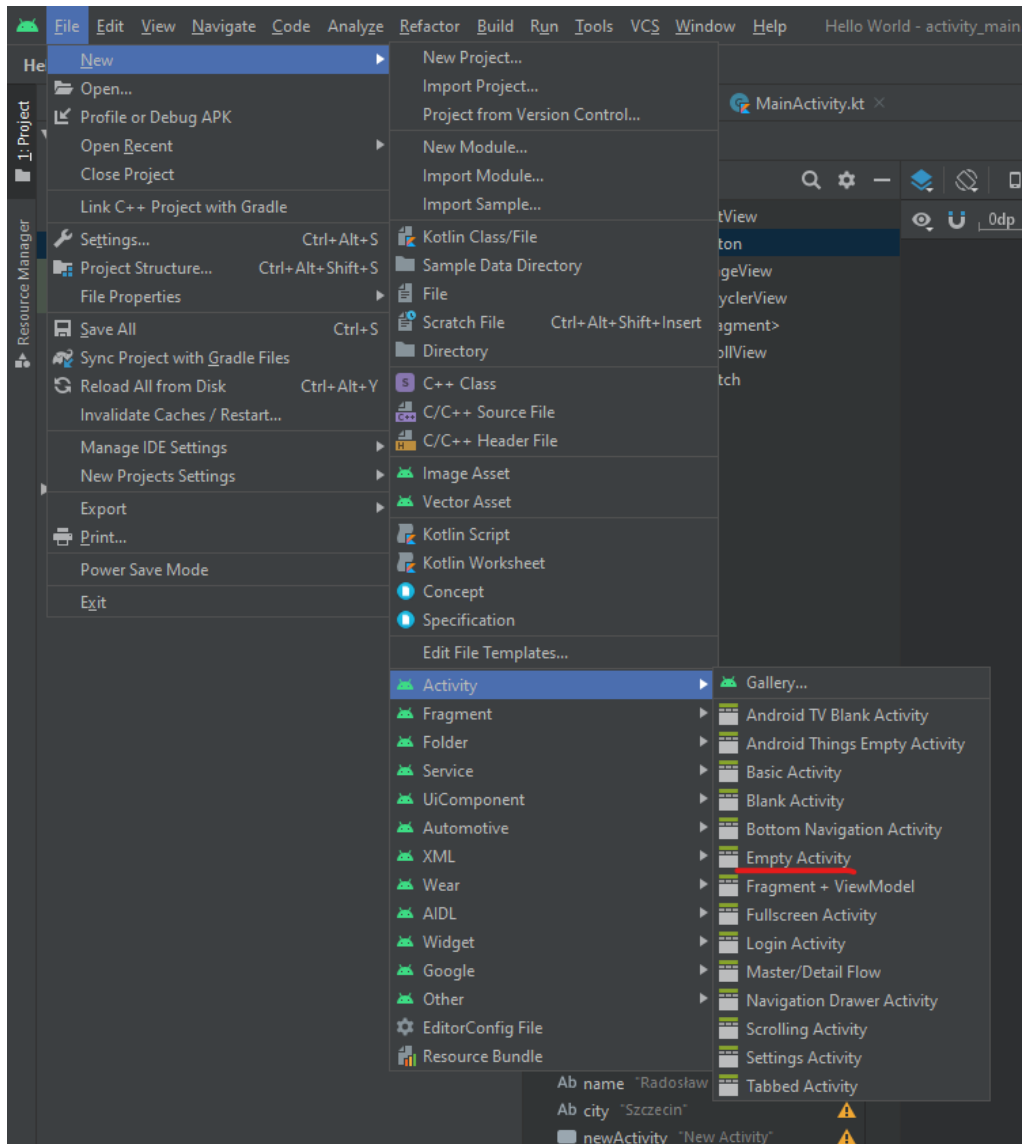 File Edit View Navigate Code Analyze Refactor Build Run Tools VCS Window Help Hello World - activity_main
He
New
Open...
Profile or Debug APK
Open Recent
Close Project
Link C++ Project with Gradle
Settings... Ctrl+Alt+S
Project Structure... Ctrl+Alt+Shift+S
File Properties
Save All Ctrl+S
Sync Project with Gradle Files
Reload All from Disk Ctrl+Alt+Y
Invalidate Caches / Restart...
Manage IDE Settings
New Projects Settings
Export
Print...
Power Save Mode
Exit
1: Project
Resource Manager
New Project...
Import Project...
Project from Version Control...
New Module...
Import Module...
Import Sample...
Kotlin Class/File
Sample Data Directory
File
Scratch File Ctrl+Alt+Shift+Insert
Directory
S C++ Class
C++ C/C++ Source File
H C/C++ Header File
Image Asset
Vector Asset
Kotlin Script
Kotlin Worksheet
Concept
Specification
Edit File Templates...
Activity
Fragment
Folder
Service
UiComponent
Automotive
XML
Wear
AIDL
Widget
Google
Other
EditorConfig File
Resource Bundle
Gallery...
Android TV Blank Activity
Android Things Empty Activity
Basic Activity
Blank Activity
Bottom Navigation Activity
Empty Activity
Fragment + ViewModel
Fullscreen Activity
Login Activity
Master/Detail Flow
Navigation Drawer Activity
Scrolling Activity
Settings Activity
Tabbed Activity
MainActivity.kt
0dp
tView
ton
geView
yclerView
agment>
ollView
tch
Ab name "Radosław
Ab city "Szczecin"
newActivity "New Activity"